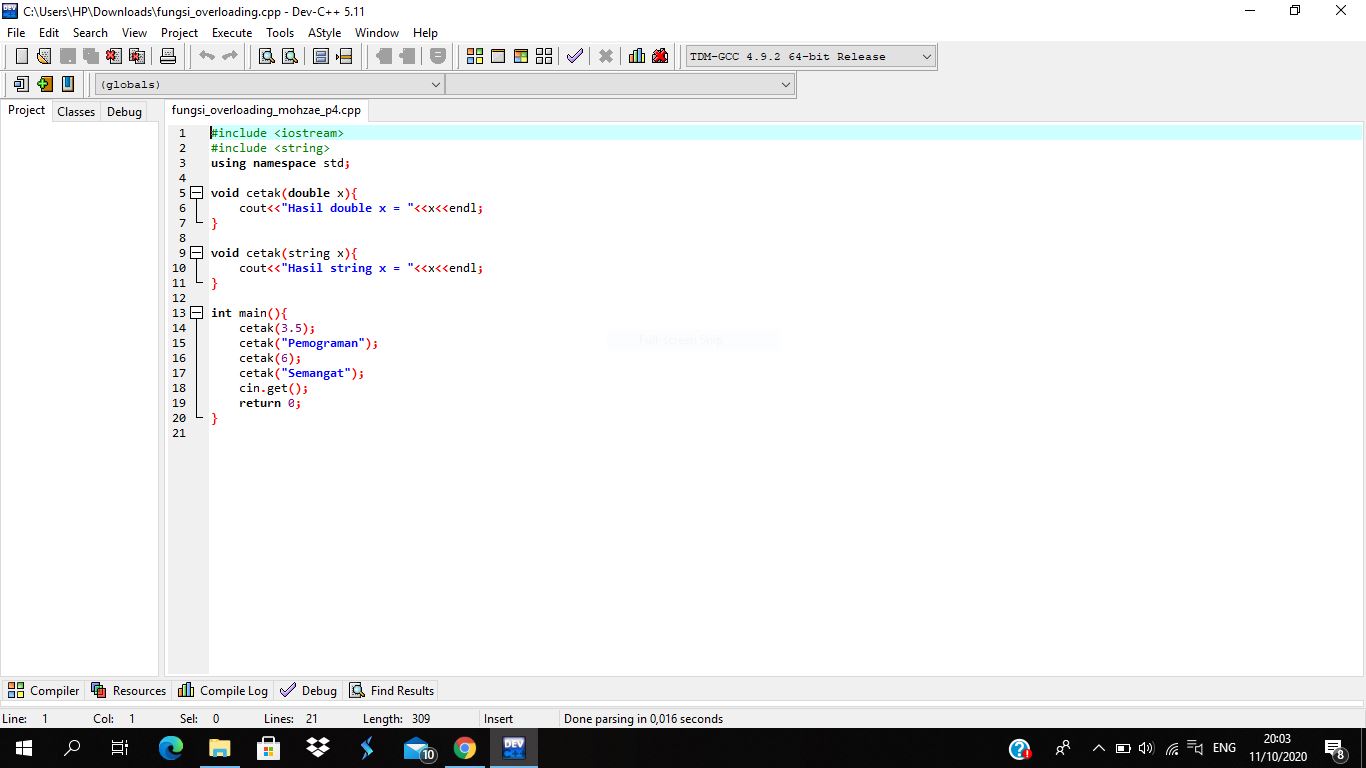 C:\Users\HP\Downloads\fungsi_overloading.cpp - Dev-C++ 5.11
File Edit Search View Project Execute Tools AStyle Window Help
TDM-GCC 4.9.2 64-bit Release
(globals)
Project Classes Debug fungsi_overloading_mohzae_p4.cpp
1 #include <iostream>
2 #include <string>
3 using namespace std;
4
5 void cetak(double x){
6 cout<<"Hasil double x = "<<x<<endl;
7 }
8
9 void cetak(string x){
10 cout<<"Hasil string x = "<<x<<endl;
11 }
12
13 int main(){
14 cetak(3.5);
15 cetak("Pemograman");
16 cetak(6);
17 cetak("Semangat");
18 cin.get();
19 return 0;
20 }
21
Full-screen Snip
Compiler Resources Compile Log Debug Find Results
Line: 1 Col: 1 Sel: 0 Lines: 21 Length: 309 Insert Done parsing in 0,016 seconds
10 DEV ENG 20:03
11/10/2020 8